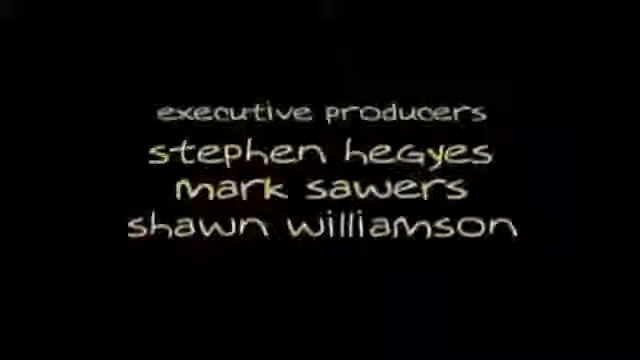 executive producers
stephen hegyes
mark sawers
shawn williamson